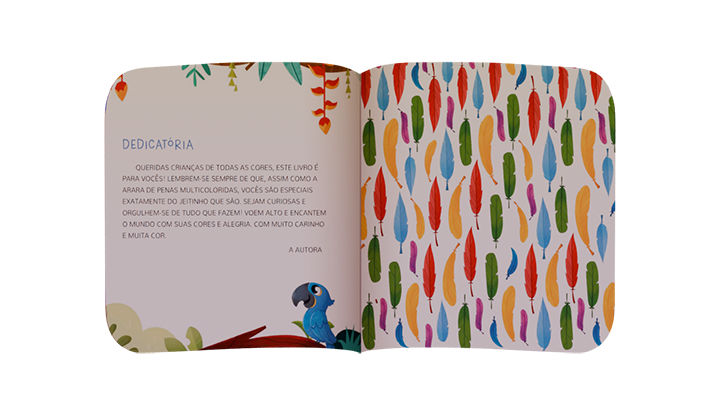 DEDICATÓRIA
QUERIDAS CRIANÇAS DE TODAS AS CORES, ESTE LIVRO É
PARA VOCÊS! LEMBREM-SE SEMPRE DE QUE, ASSIM COMO A
ARARA DE PENAS MULTICOLORIDAS, VOCÊS SÃO ESPECIAIS
EXATAMENTE DO JEITINHO QUE SÃO. SEJAM CURIOSAS E
ORGULHEM-SE DE TUDO QUE FAZEM! VOEM ALTO E ENCANTEM
O MUNDO COM SUAS CORES E ALEGRIA. COM MUITO CARINHO
E MUITA COR.
A AUTORA